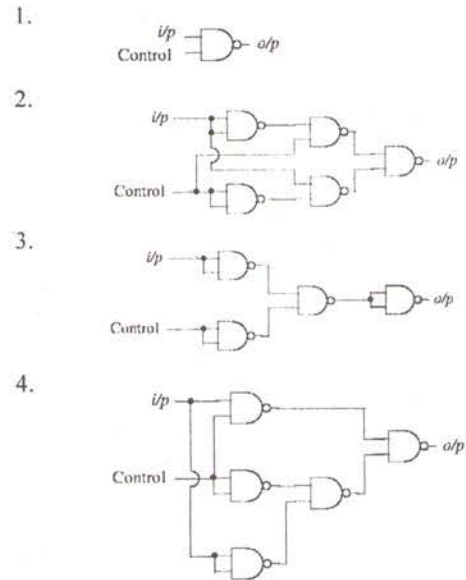 1.
i/p
o/p
Control
2.
i/p
o/p
Control
3.
i/p
o/p
Control
4.
i/p
o/p
Control